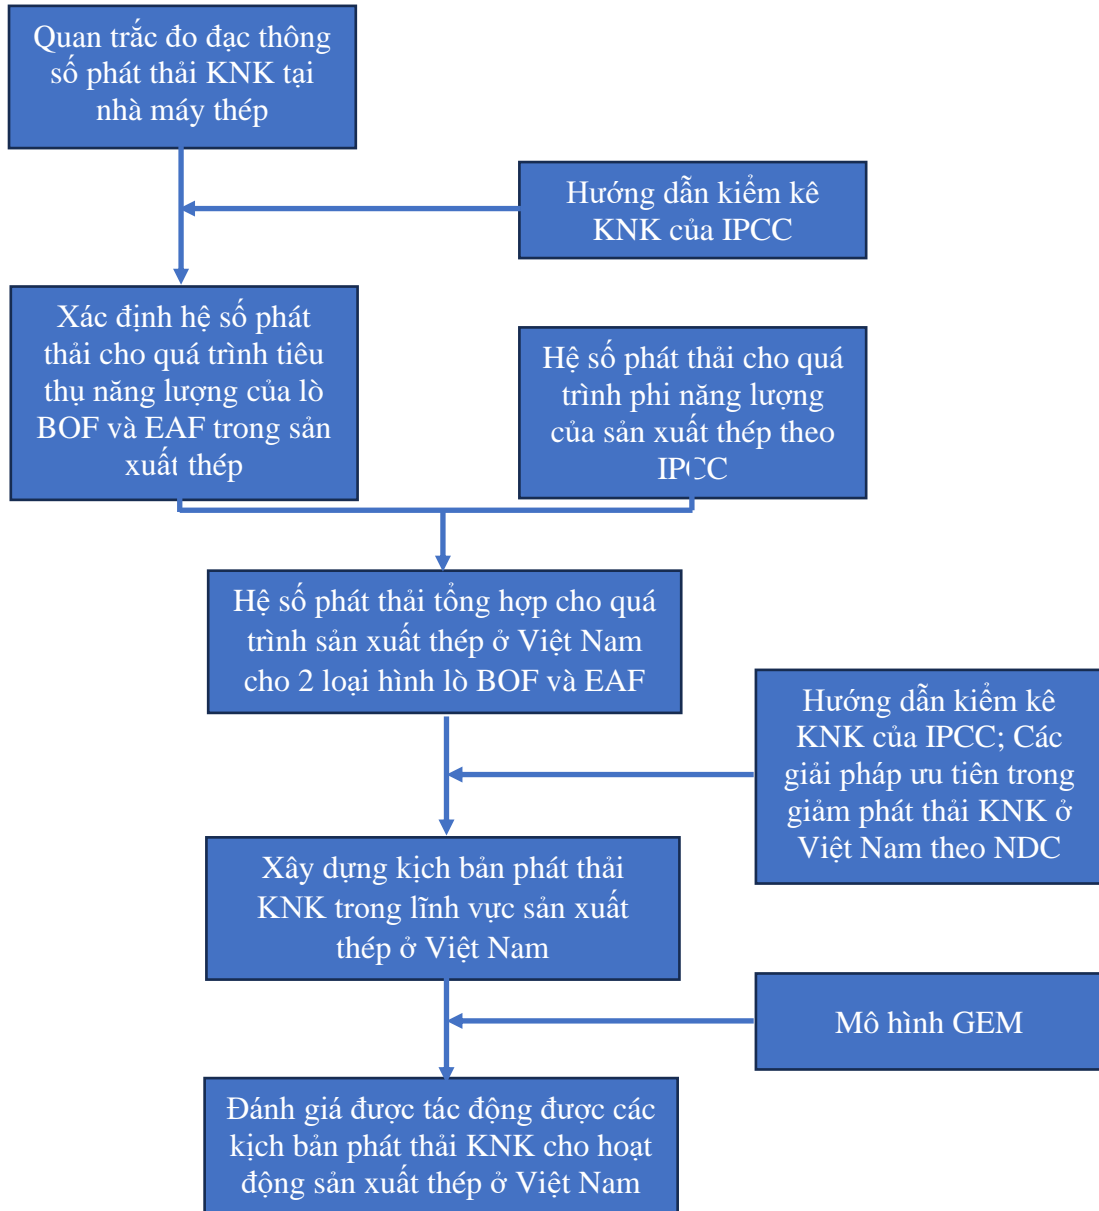 Quan trắc đo đạc thông
số phát thải KNK tại
nhà máy thép
Hướng dẫn kiểm kê
KNK của IPCC
Xác định hệ số phát
thải cho quá trình tiêu
thụ năng lượng của lò
BOF và EAF trong sản
xuất thép
Hệ số phát thải cho quá
trình phi năng lượng
của sản xuất thép theo
IPCC
Hệ số phát thải tổng hợp cho quá
trình sản xuất thép ở Việt Nam
cho 2 loại hình lò BOF và EAF
Hướng dẫn kiểm kê
KNK của IPCC; Các
giải pháp ưu tiên trong
giảm phát thải KNK ở
Việt Nam theo NDC
Xây dựng kịch bản phát thải
KNK trong lĩnh vực sản xuất
thép ở Việt Nam
Mô hình GEM
Đánh giá được tác động được các
kịch bản phát thải KNK cho hoạt
động sản xuất thép ở Việt Nam